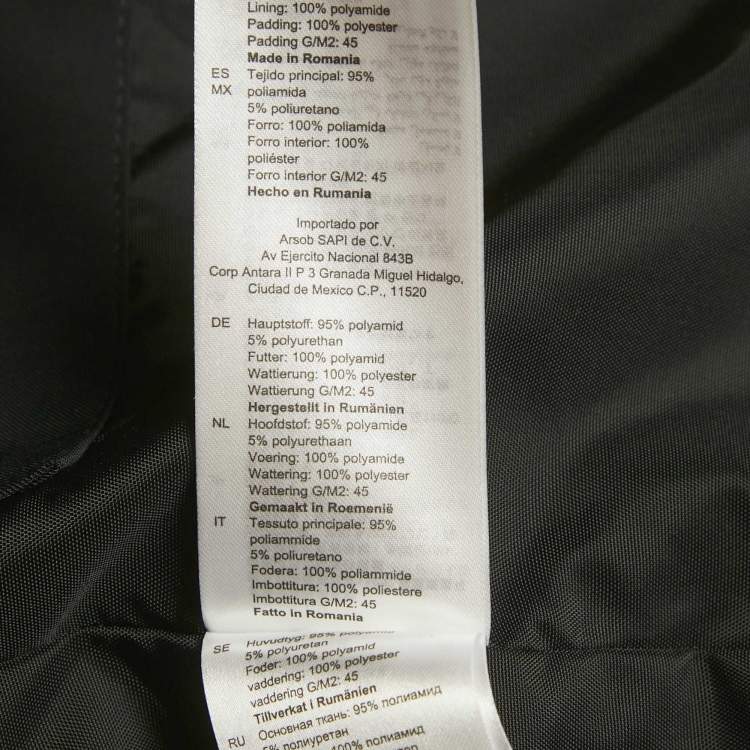 Lining: 100% polyamide
Padding: 100% polyester
Padding G/M2: 45
Made in Romania
ES Tejido principal: 95%
MX poliamida
5% poliuretano
Forro: 100% poliamida
Forro interior: 100%
poliéster
Forro interior G/M2: 45
Hecho en Rumania
Importado por
Arsob SAPI de C.V.
Av Ejercito Nacional 843B
Corp Antara II P 3 Granada Miguel Hidalgo,
Ciudad de Mexico C.P., 11520
DE Hauptstoff: 95% polyamid
5% polyurethan
Futter: 100% polyamid
Wattierung: 100% polyester
Wattierung G/M2: 45
Hergestellt in Rumänien
NL Hoofdstof: 95% polyamide
5% polyurethaan
Voering: 100% polyamide
Wattering: 100% polyester
Wattering G/M2: 45
Gemaakt in Roemenië
IT Tessuto principale: 95%
poliammide
5% poliuretano
Fodera: 100% poliammide
Imbottitura: 100% poliestere
Imbottitura G/M2: 45
Fatto in Romania
SE Huvudtyg: 95% polyamid
5% polyuretan
Foder: 100% polyamid
vaddering: 100% polyester
vaddering G/M2: 45
Tillverkat i Rumänien
RU Основная ткань: 95% полиамид
5% полиуретан
100% полиамид